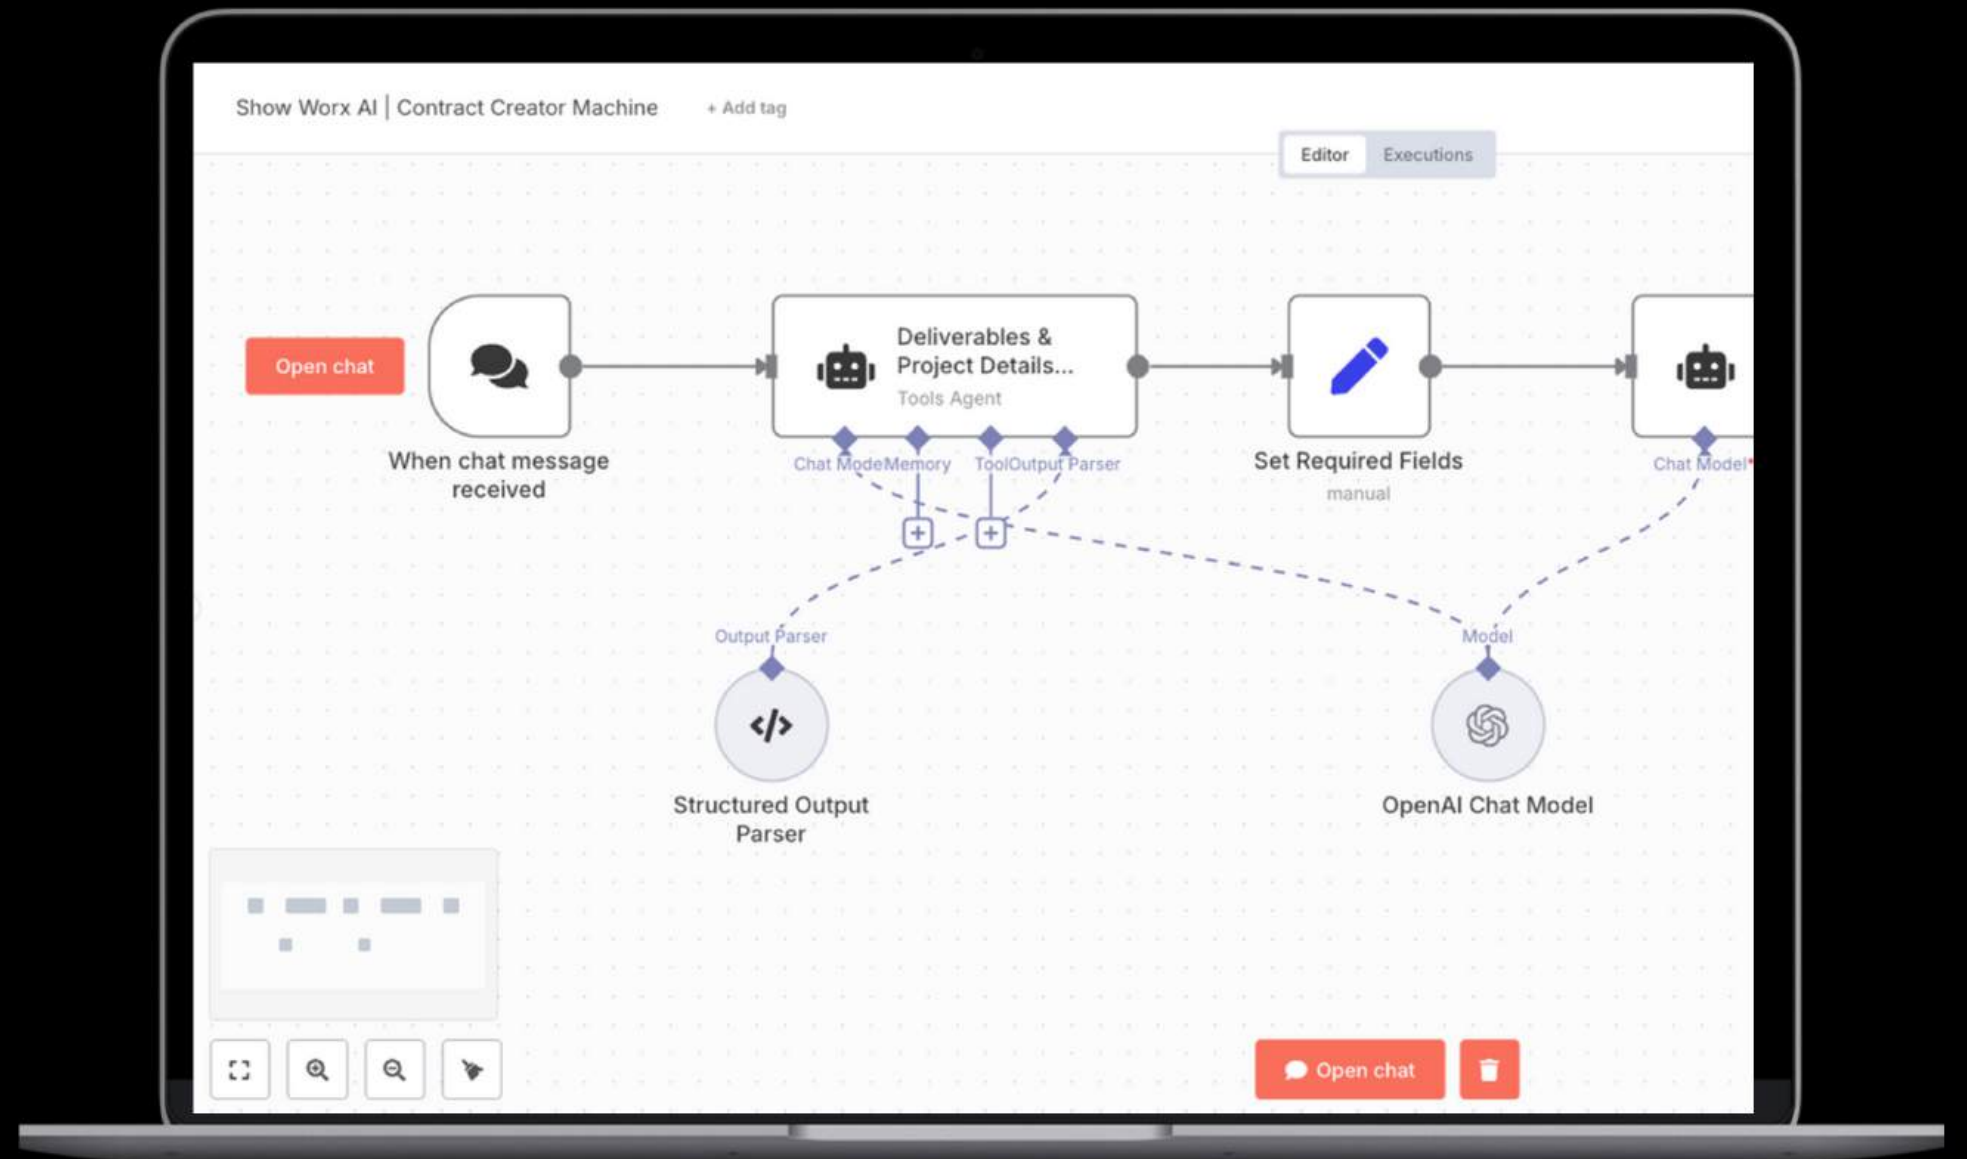 Show Worx AI | Contract Creator Machine
+ Add tag
Editor
Executions
Open chat
When chat message
received
Deliverables &
Project Details...
Tools Agent
Chat Mode
Memory
Tool
Output Parser
Set Required Fields
manual
Chat Model*
Output Parser
Model
Structured Output
Parser
OpenAI Chat Model
Open chat